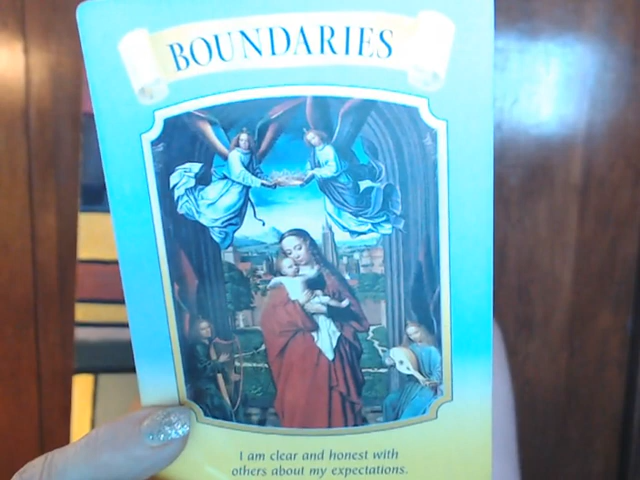 BOUNDARIES
I am clear and honest with
others about my expectations.